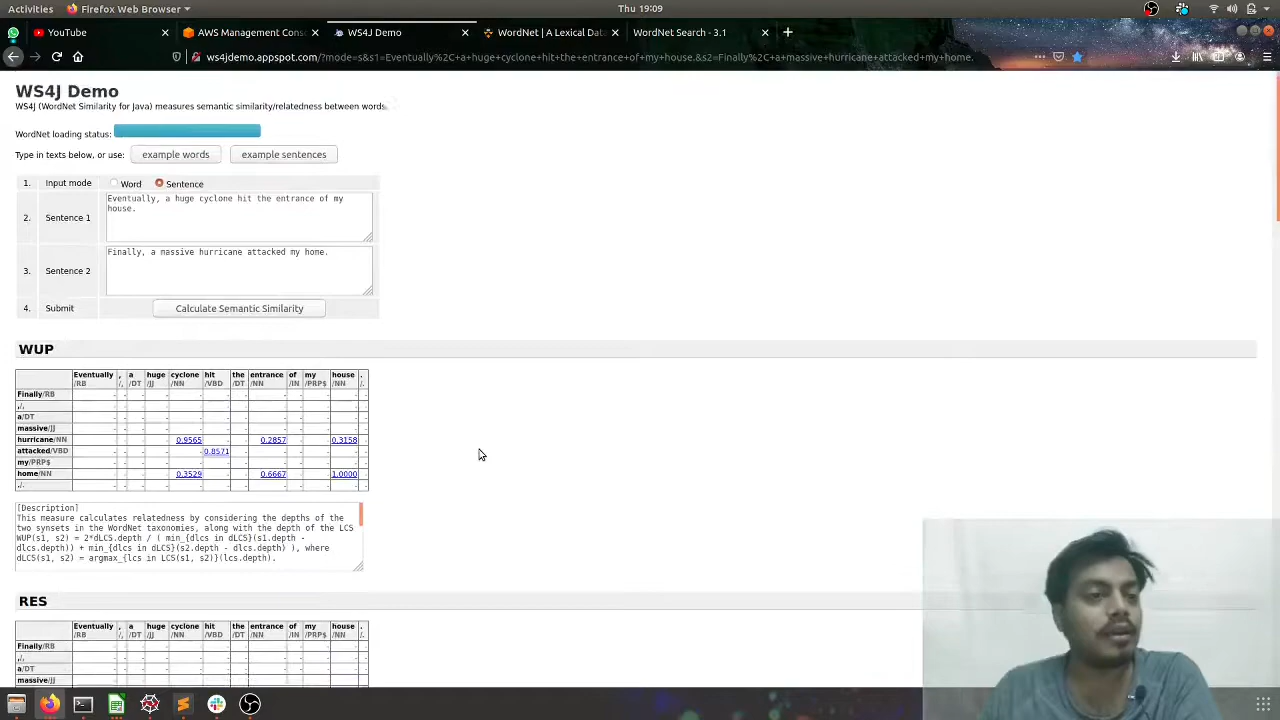 Activities Firefox Web Browser Thu 19:09
YouTube AWS Management Cons WS4J Demo WordNet | A Lexical Dat WordNet Search - 3.1
ws4jdemo.appspot.com/?mode=s&s1=Eventually%2C+a+huge+cyclone+hit+the+entrance+of+my+house.&s2=Finally%2C+a+massive+hurricane+attacked+my+home.
WS4J Demo
WS4J (WordNet Similarity for Java) measures semantic similarity/relatedness between words.
WordNet loading status:
Type in texts below, or use: example words example sentences
1. Input mode Word Sentence
2. Sentence 1 Eventually, a huge cyclone hit the entrance of my
house.
3. Sentence 2 Finally, a massive hurricane attacked my home.
4. Submit Calculate Semantic Similarity
WUP
Eventually , a huge cyclone hit the entrance of my house .
/RB /, /DT /JJ /NN /VBD /DT /NN /IN /PRP$ /NN /.
Finally/RB - - - - - - - - - - - -
,/, - - - - - - - - - - - -
a/DT - - - - - - - - - - - -
massive/JJ - - - - - - - - - - - -
hurricane/NN - - - - 0.9565 - - 0.2857 - - 0.3158 -
attacked/VBD - - - - - 0.8571 - - - - - -
my/PRP$ - - - - - - - - - - - -
home/NN - - - - 0.3529 - - 0.6667 - - 1.0000 -
./. - - - - - - - - - - - -
[Description]
This measure calculates relatedness by considering the depths of the
two synsets in the WordNet taxonomies, along with the depth of the LCS
WUP(s1, s2) = 2*dLCS.depth / ( min_{dlcs in dLCS}(s1.depth -
dlcs.depth)) + min_{dlcs in dLCS}(s2.depth - dlcs.depth) ), where
dLCS(s1, s2) = argmax_{lcs in LCS(s1, s2)}(lcs.depth).
RES
Eventually , a huge cyclone hit the entrance of my house .
/RB /, /DT /JJ /NN /VBD /DT /NN /IN /PRP$ /NN /.
Finally/RB - - - - - - - - - - - -
,/, - - - - - - - - - - - -
a/DT - - - - - - - - - - - -
massive/JJ - - - - - - - - - - - -